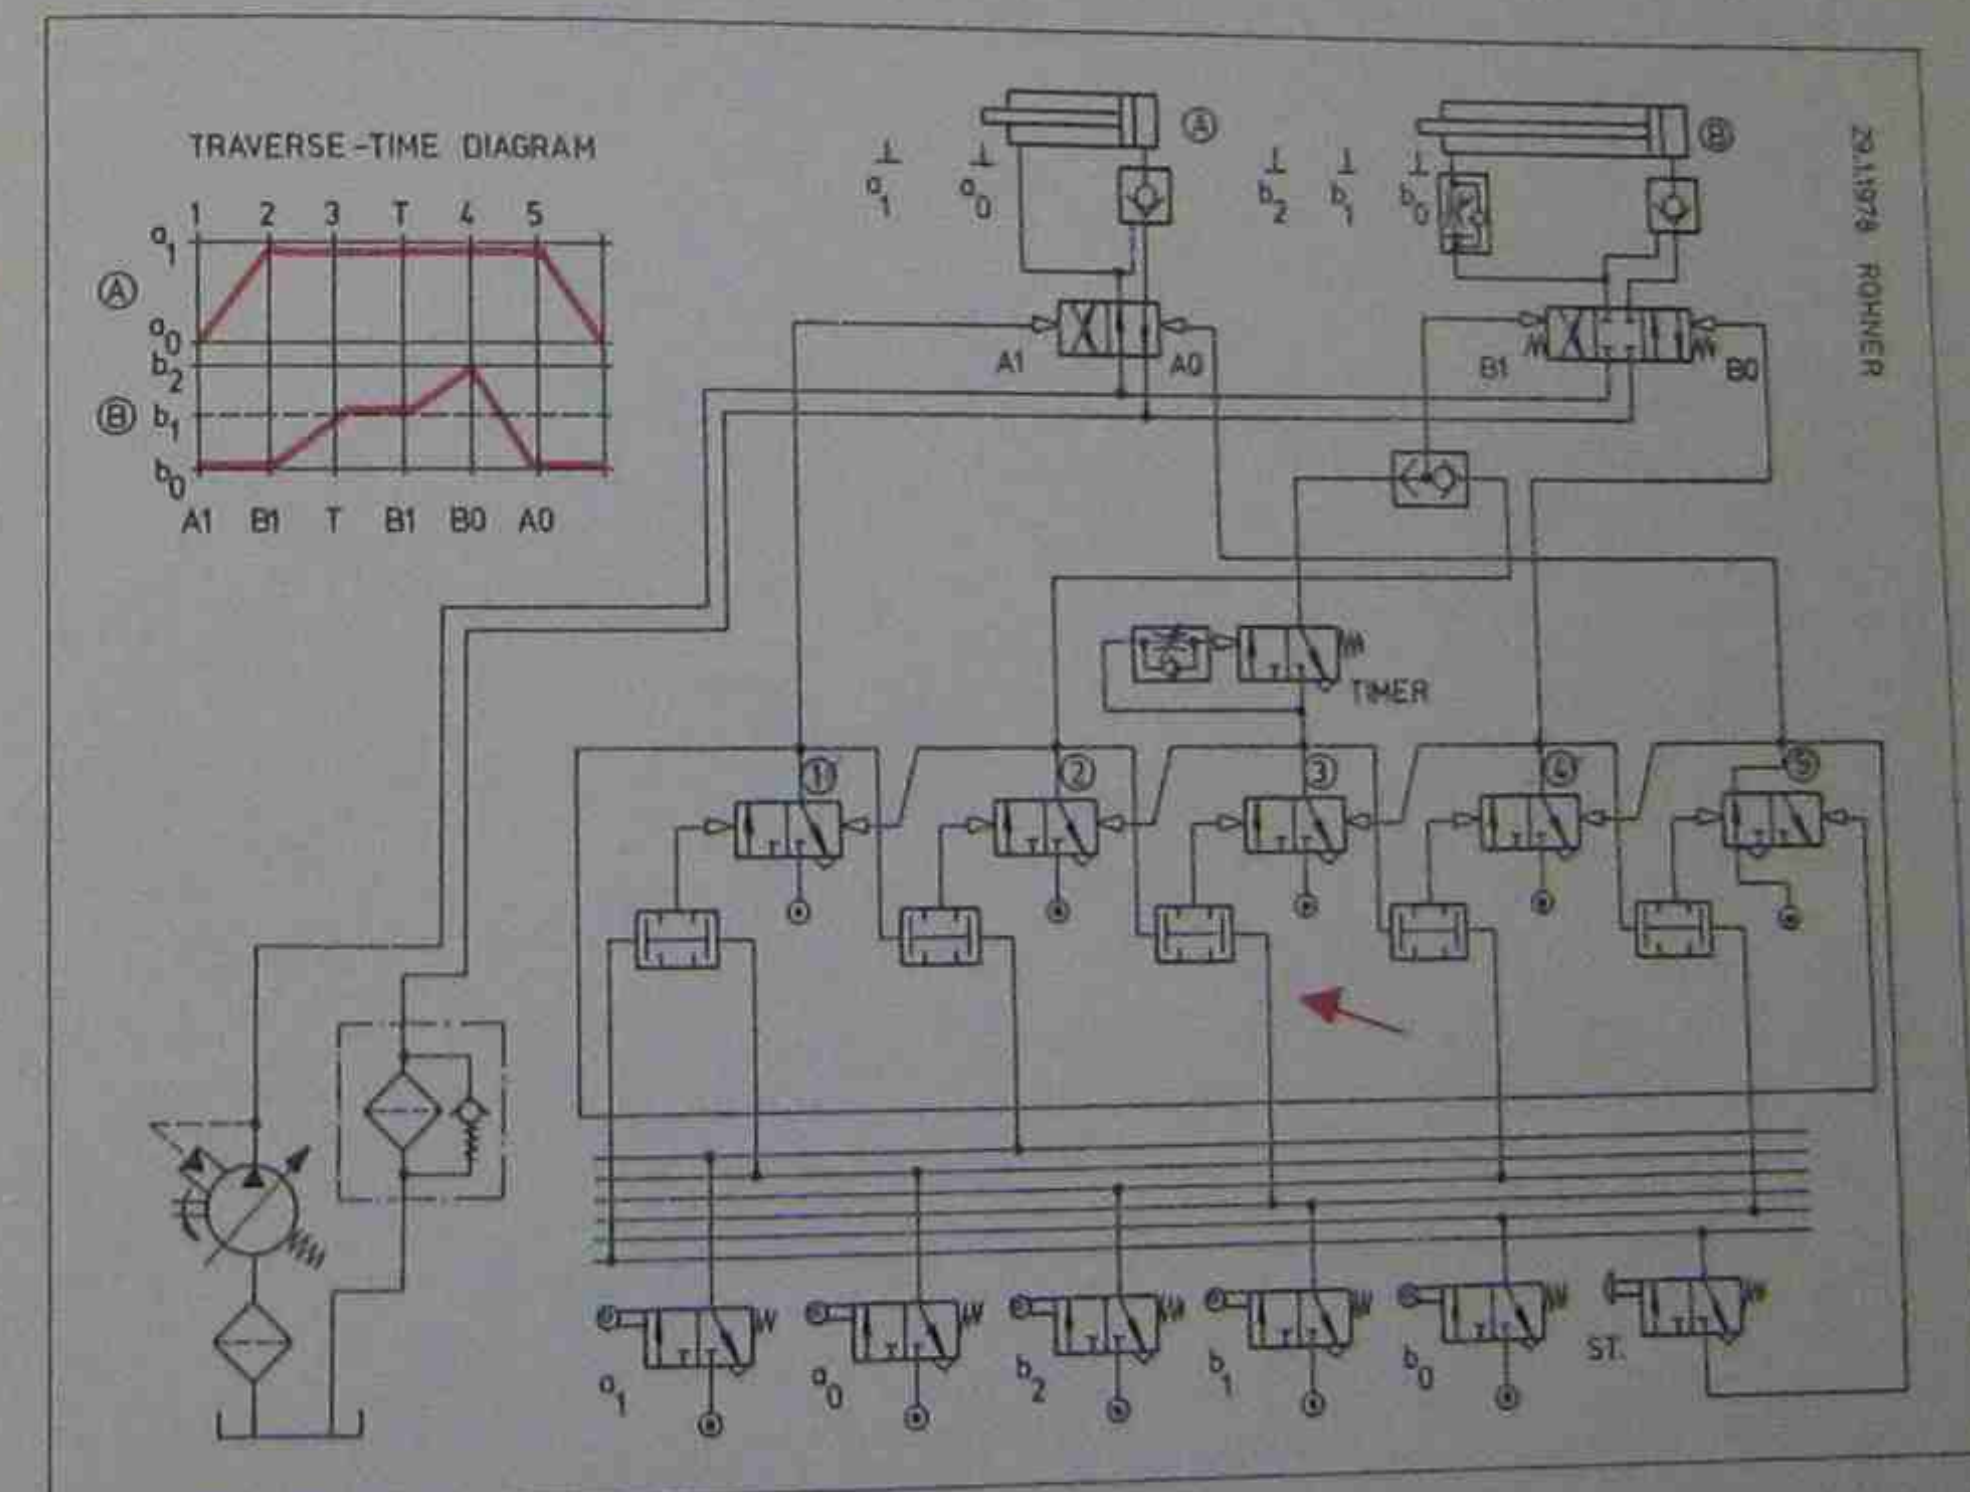 TRAVERSE-TIME DIAGRAM
1 2 3 T 4 5
a1
A
a0
b2
B b1
b0
A1 B1 T B1 B0 A0
A
B
a1 a0 b2 b1 b0
29.1.1978 ROHNER
A1 A0 B1 B0
TIMER
1 2 3 4 5
a1 a0 b2 b1 b0 ST.